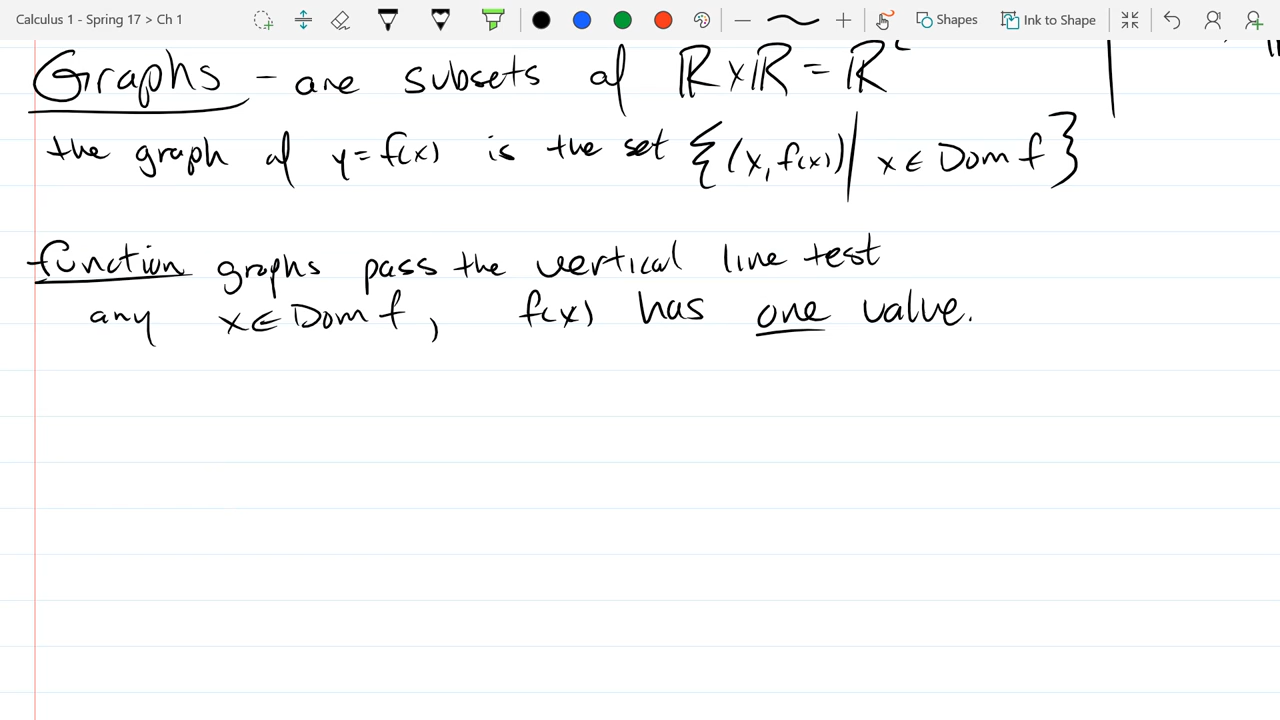 Calculus 1 - Spring 17 > Ch 1
Shapes
Ink to Shape
Graphs - are subsets of ℝ×ℝ = ℝ²
the graph of y=f(x) is the set {(x, f(x)) | x ∈ Dom f}
function graphs pass the vertical line test
any x ∈ Dom f, f(x) has one value.